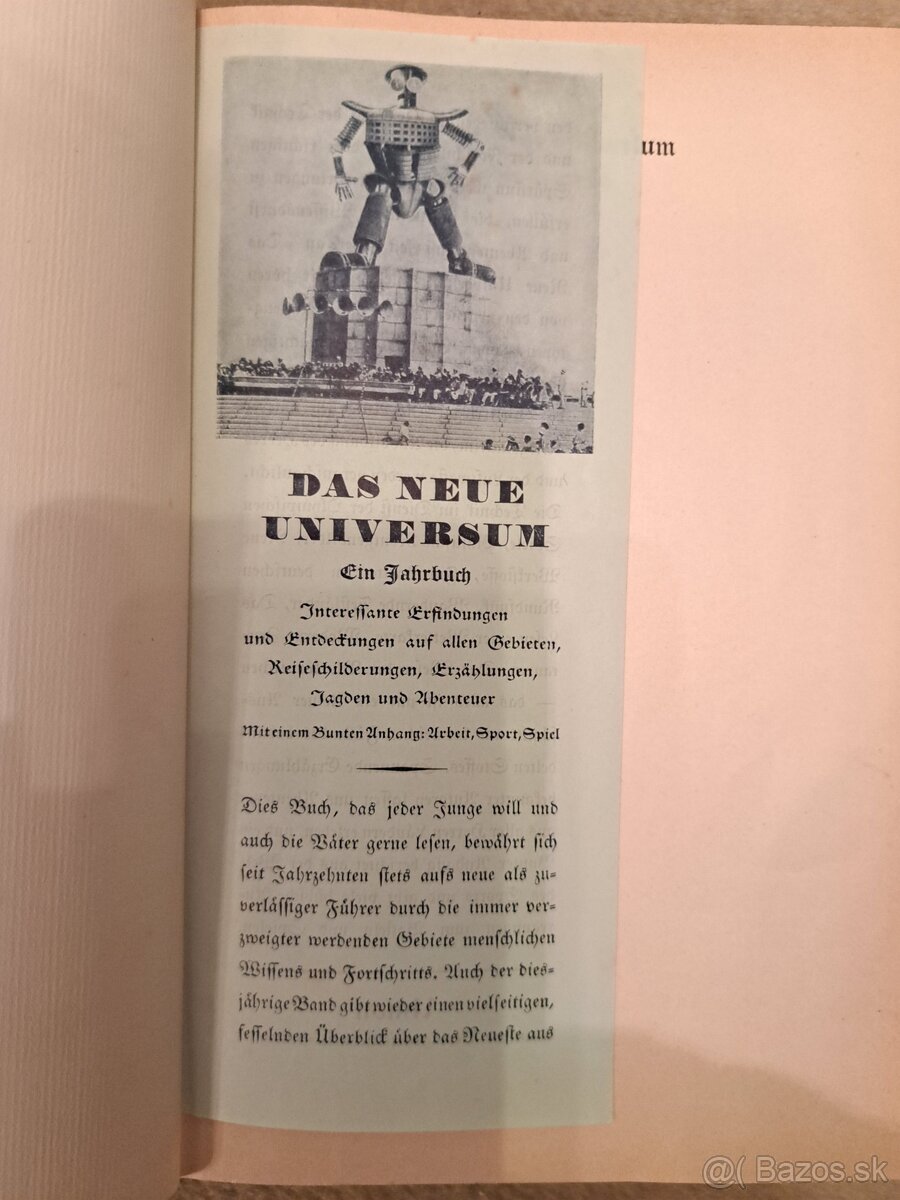 um
DAS NEUE
UNIVERSUM
Ein Jahrbuch
Interessante Erfindungen
und Entdeckungen auf allen Gebieten,
Reiseschilderungen, Erzählungen,
Jagden und Abenteuer
Mit einem Bunten Anhang: Arbeit, Sport, Spiel
Dies Buch, das jeder Junge will und
auch die Väter gerne lesen, bewährt sich
seit Jahrzehnten stets aufs neue als zu-
verlässiger Führer durch die immer ver-
zweigter werdenden Gebiete menschlichen
Wissens und Fortschritts. Auch der dies-
jährige Band gibt wieder einen vielseitigen,
fesselnden Überblick über das Neueste aus
@( Bazos.sk